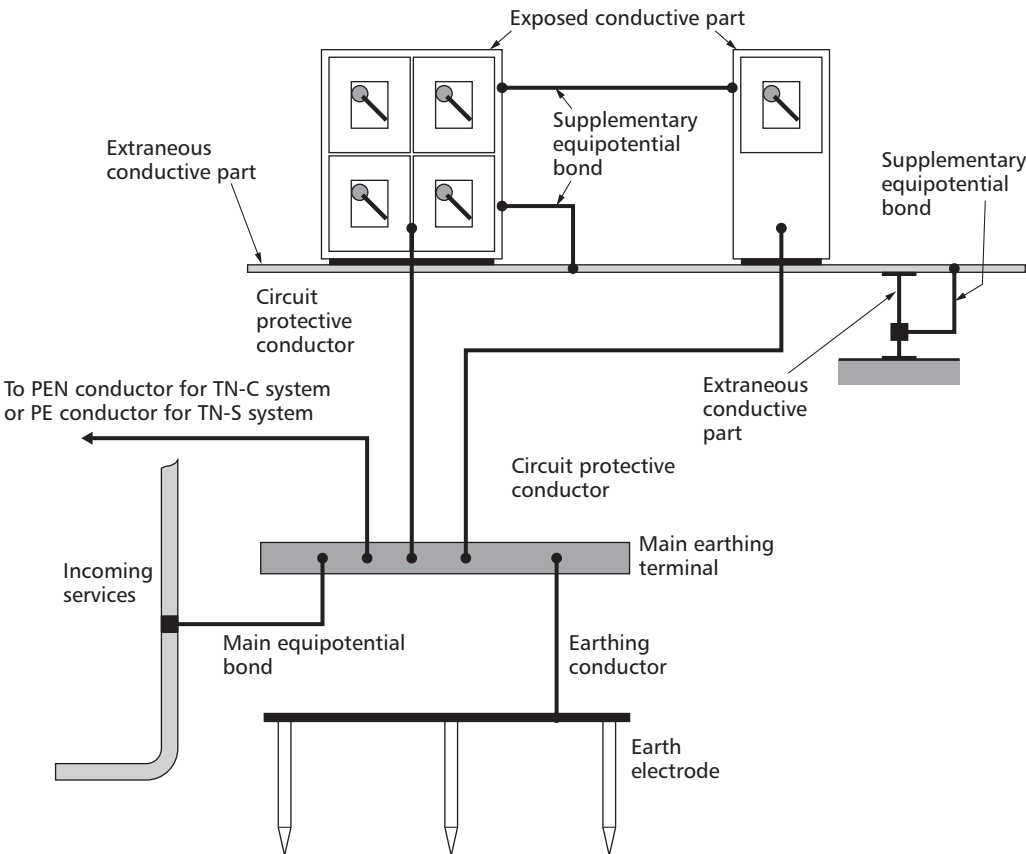 Exposed conductive part
Supplementary
equipotential
bond
Extraneous
conductive part
Supplementary
equipotential
bond
Circuit
protective
conductor
To PEN conductor for TN-C system
or PE conductor for TN-S system
Extraneous
conductive
part
Circuit protective
conductor
Main earthing
terminal
Incoming
services
Main equipotential
bond
Earthing
conductor
Earth
electrode